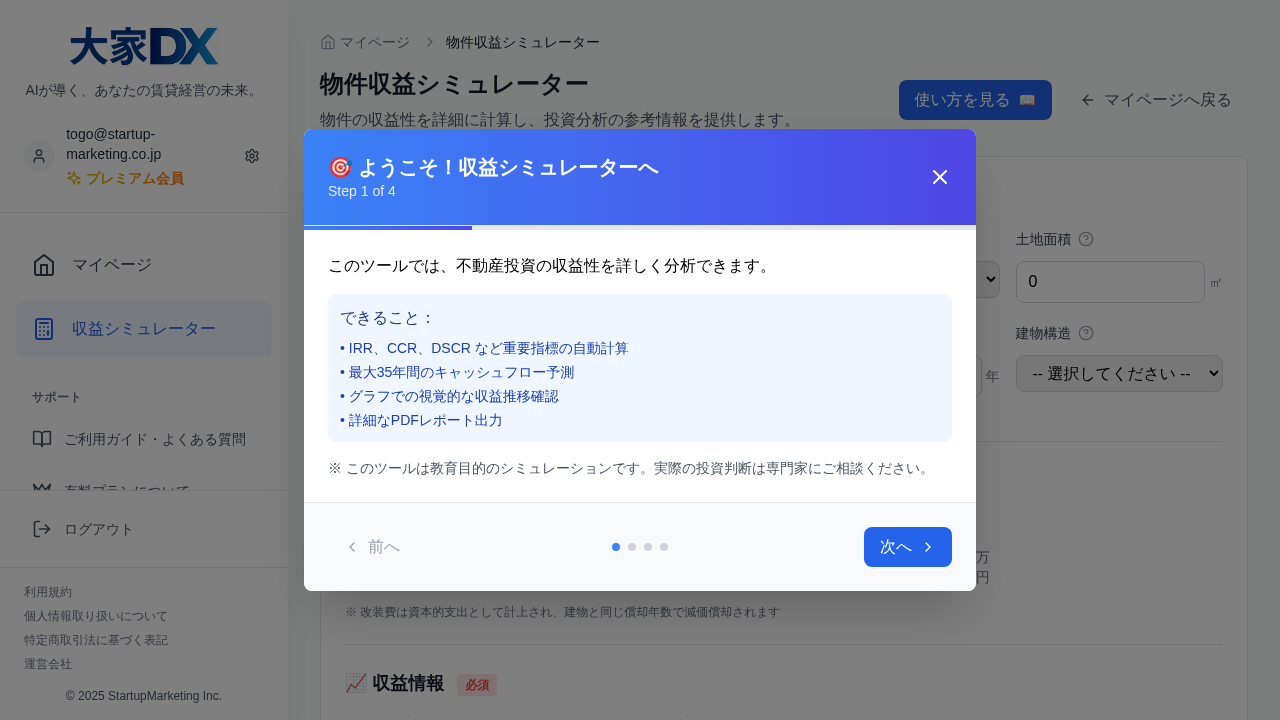 大家DX
AIが導く、あなたの賃貸経営の未来。
togo@startup-
marketing.co.jp
プレミアム会員
マイページ
収益シミュレーター
サポート
ご利用ガイド・よくある質問
有料プランについて
ログアウト
利用規約
個人情報取り扱いについて
特定商取引法に基づく表記
運営会社
© 2025 StartupMarketing Inc.
マイページ
物件収益シミュレーター
物件収益シミュレーター
物件の収益性を詳細に計算し、投資分析の参考情報を提供します。
使い方を見る 📖
マイページへ戻る
🎯 ようこそ！収益シミュレーターへ
Step 1 of 4
このツールでは、不動産投資の収益性を詳しく分析できます。
できること：
• IRR、CCR、DSCR など重要指標の自動計算
• 最大35年間のキャッシュフロー予測
• グラフでの視覚的な収益推移確認
• 詳細なPDFレポート出力
※ このツールは教育目的のシミュレーションです。実際の投資判断は専門家にご相談ください。
前へ
次へ
土地面積
0
㎡
建物構造
年
-- 選択してください --
万
円
※ 改装費は資本的支出として計上され、建物と同じ償却年数で減価償却されます
📈 収益情報 必須